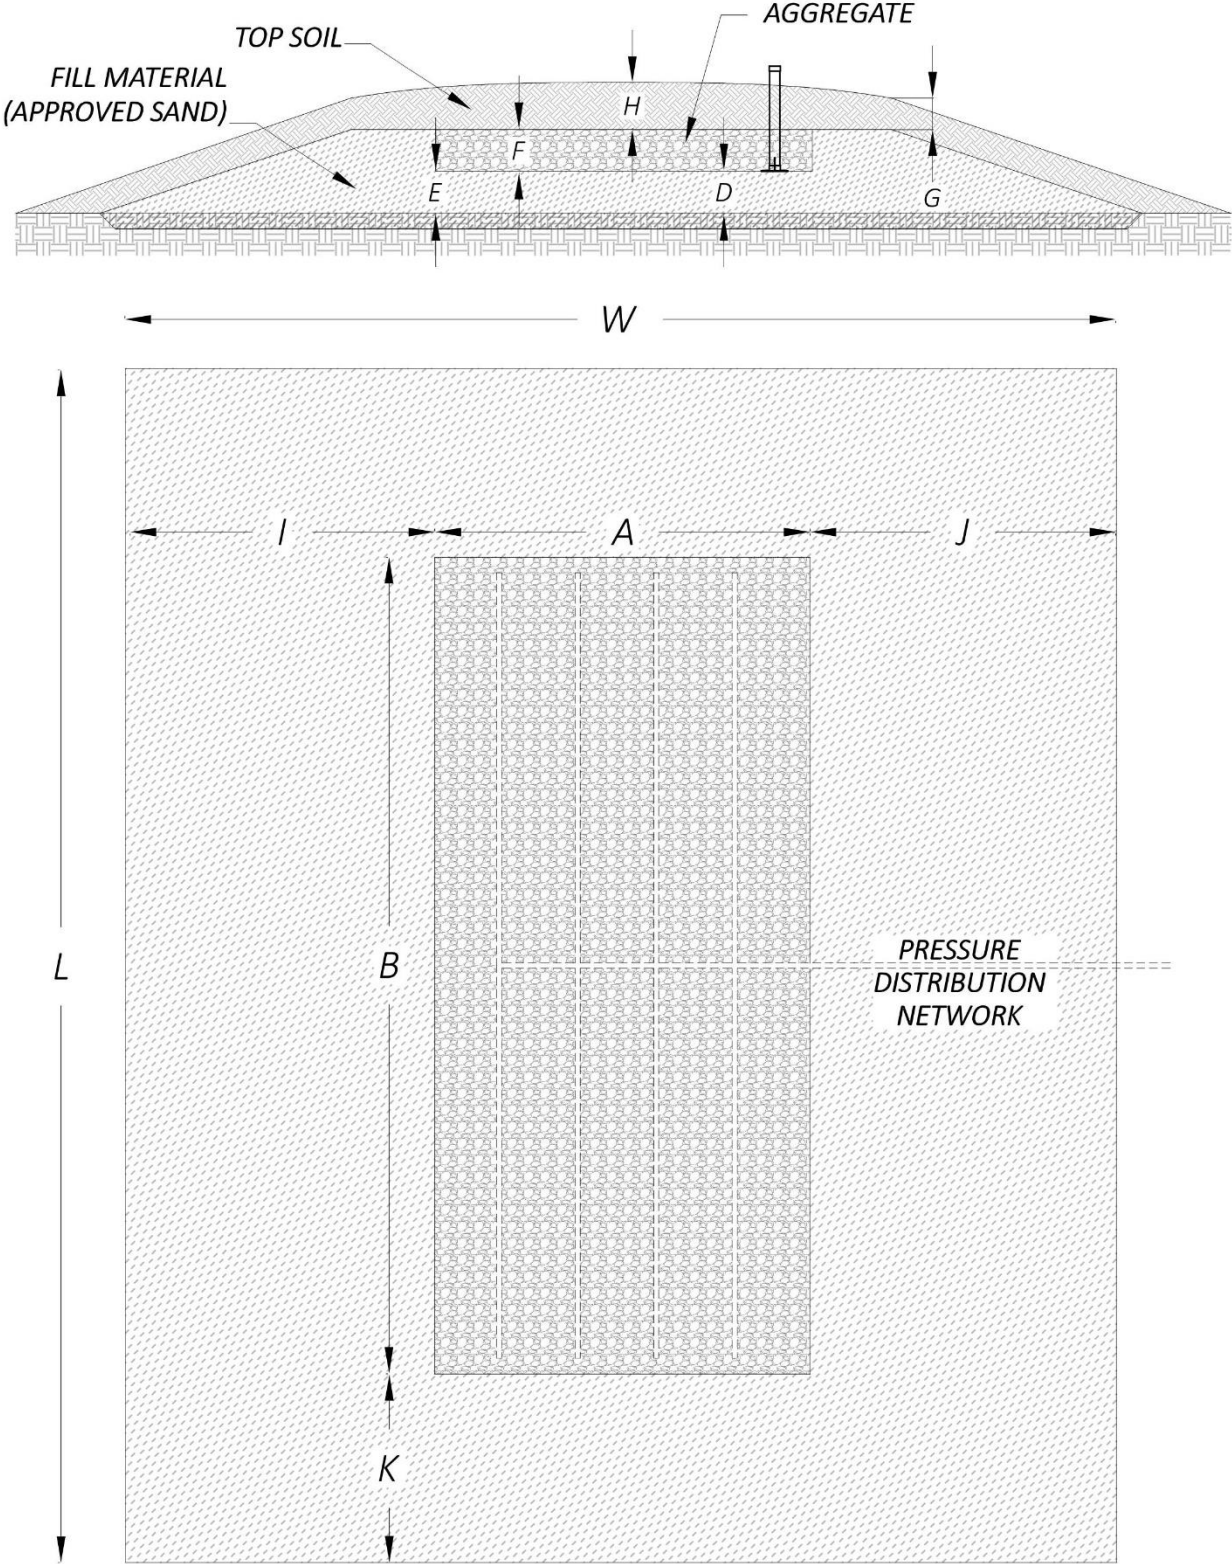 AGGREGATE
TOP SOIL
FILL MATERIAL
(APPROVED SAND)
H
F
E
D
G
W
I
A
J
L
B
PRESSURE
DISTRIBUTION
NETWORK
K